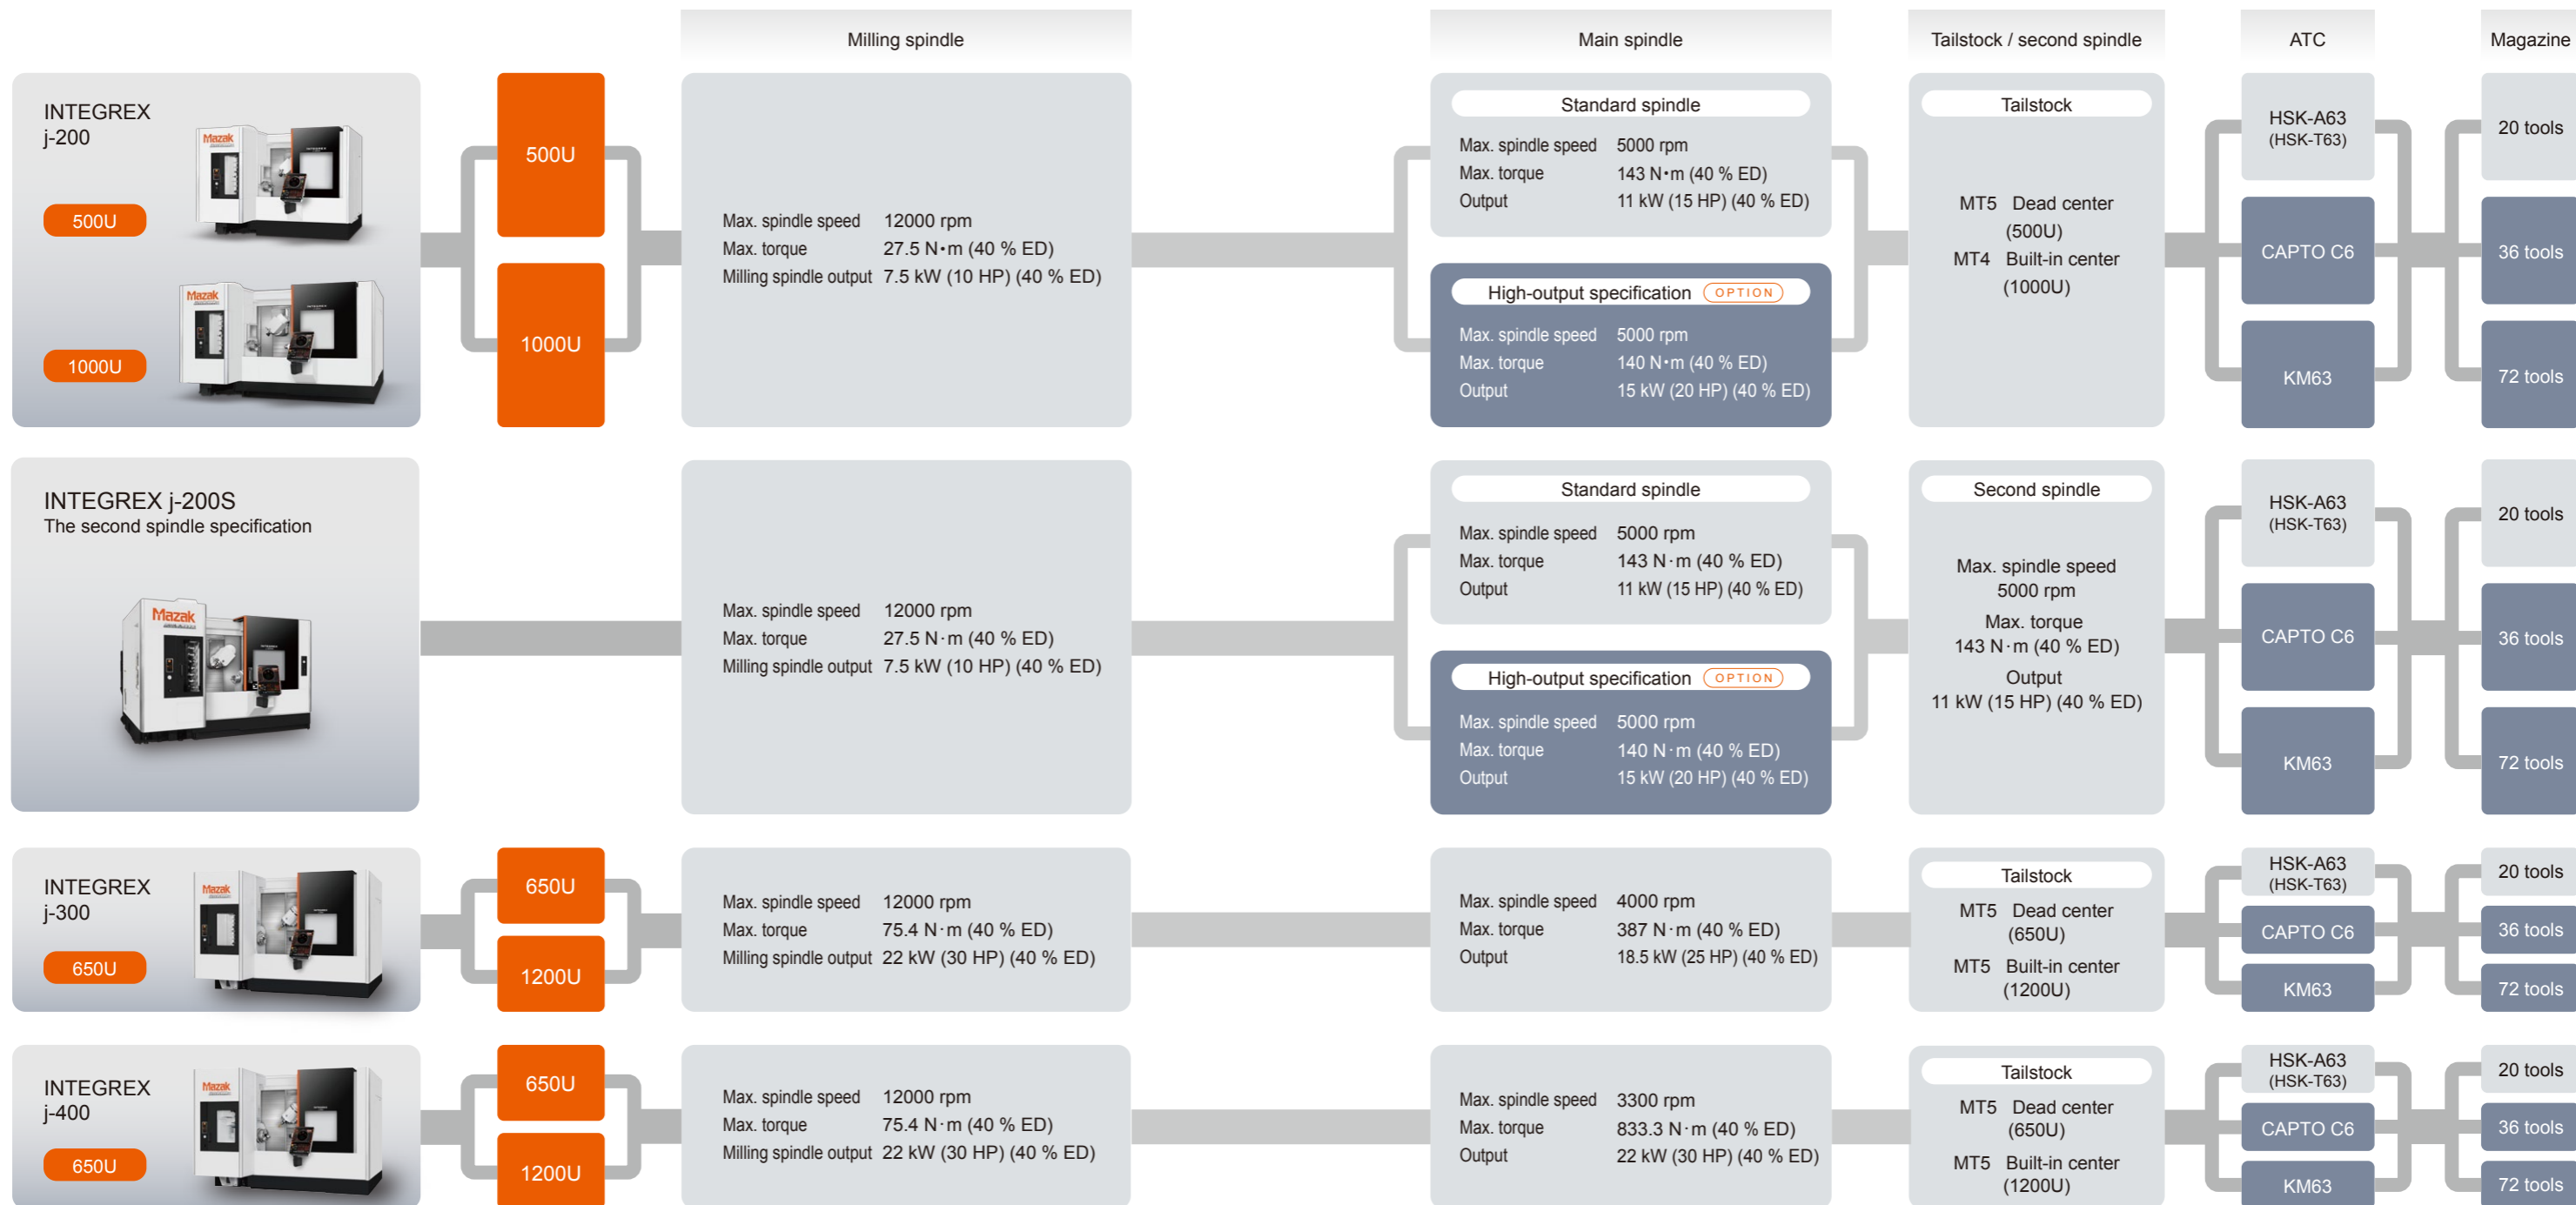 Milling spindle
Main spindle
Tailstock / second spindle
ATC
Magazine
INTEGREX
j-200
500U
1000U
Mazak
Mazak
500U
1000U
Max. spindle speed 12000 rpm
Max. torque 27.5 N•m (40 % ED)
Milling spindle output 7.5 kW (10 HP) (40 % ED)
Standard spindle
Max. spindle speed 5000 rpm
Max. torque 143 N•m (40 % ED)
Output 11 kW (15 HP) (40 % ED)
High-output specification OPTION
Max. spindle speed 5000 rpm
Max. torque 140 N•m (40 % ED)
Output 15 kW (20 HP) (40 % ED)
Tailstock
MT5 Dead center
(500U)
MT4 Built-in center
(1000U)
HSK-A63
(HSK-T63)
CAPTO C6
KM63
20 tools
36 tools
72 tools
INTEGREX j-200S
The second spindle specification
Mazak
Max. spindle speed 12000 rpm
Max. torque 27.5 N·m (40 % ED)
Milling spindle output 7.5 kW (10 HP) (40 % ED)
Standard spindle
Max. spindle speed 5000 rpm
Max. torque 143 N·m (40 % ED)
Output 11 kW (15 HP) (40 % ED)
High-output specification OPTION
Max. spindle speed 5000 rpm
Max. torque 140 N·m (40 % ED)
Output 15 kW (20 HP) (40 % ED)
Second spindle
Max. spindle speed
5000 rpm
Max. torque
143 N·m (40 % ED)
Output
11 kW (15 HP) (40 % ED)
HSK-A63
(HSK-T63)
CAPTO C6
KM63
20 tools
36 tools
72 tools
INTEGREX
j-300
650U
Mazak
650U
1200U
Max. spindle speed 12000 rpm
Max. torque 75.4 N·m (40 % ED)
Milling spindle output 22 kW (30 HP) (40 % ED)
Max. spindle speed 4000 rpm
Max. torque 387 N·m (40 % ED)
Output 18.5 kW (25 HP) (40 % ED)
Tailstock
MT5 Dead center
(650U)
MT5 Built-in center
(1200U)
HSK-A63
(HSK-T63)
CAPTO C6
KM63
20 tools
36 tools
72 tools
INTEGREX
j-400
650U
Mazak
650U
1200U
Max. spindle speed 12000 rpm
Max. torque 75.4 N·m (40 % ED)
Milling spindle output 22 kW (30 HP) (40 % ED)
Max. spindle speed 3300 rpm
Max. torque 833.3 N·m (40 % ED)
Output 22 kW (30 HP) (40 % ED)
Tailstock
MT5 Dead center
(650U)
MT5 Built-in center
(1200U)
HSK-A63
(HSK-T63)
CAPTO C6
KM63
20 tools
36 tools
72 tools